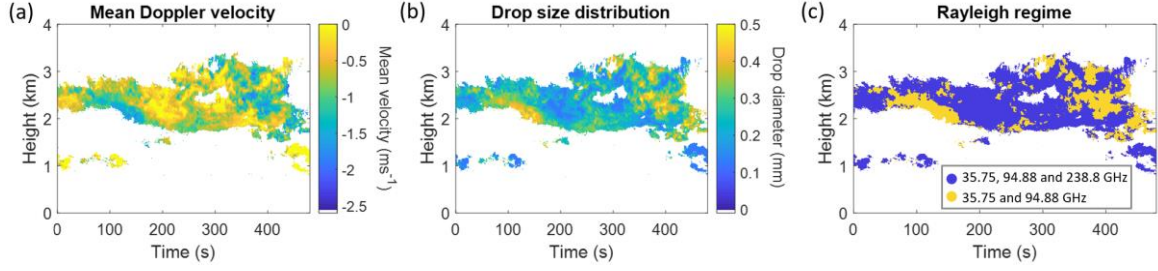 (a) Mean Doppler velocity
Height (km)
4
3
2
1
0
0 100 200 300 400
Time (s)
0
-0.5
-1
-1.5
-2
-2.5
Mean velocity (ms-1)
(b) Drop size distribution
Height (km)
4
3
2
1
0
0 100 200 300 400
Time (s)
0.5
0.4
0.3
0.2
0.1
0
Drop diameter (mm)
(c) Rayleigh regime
Height (km)
4
3
2
1
0
35.75, 94.88 and 238.8 GHz
35.75 and 94.88 GHz
0 100 200 300 400
Time (s)